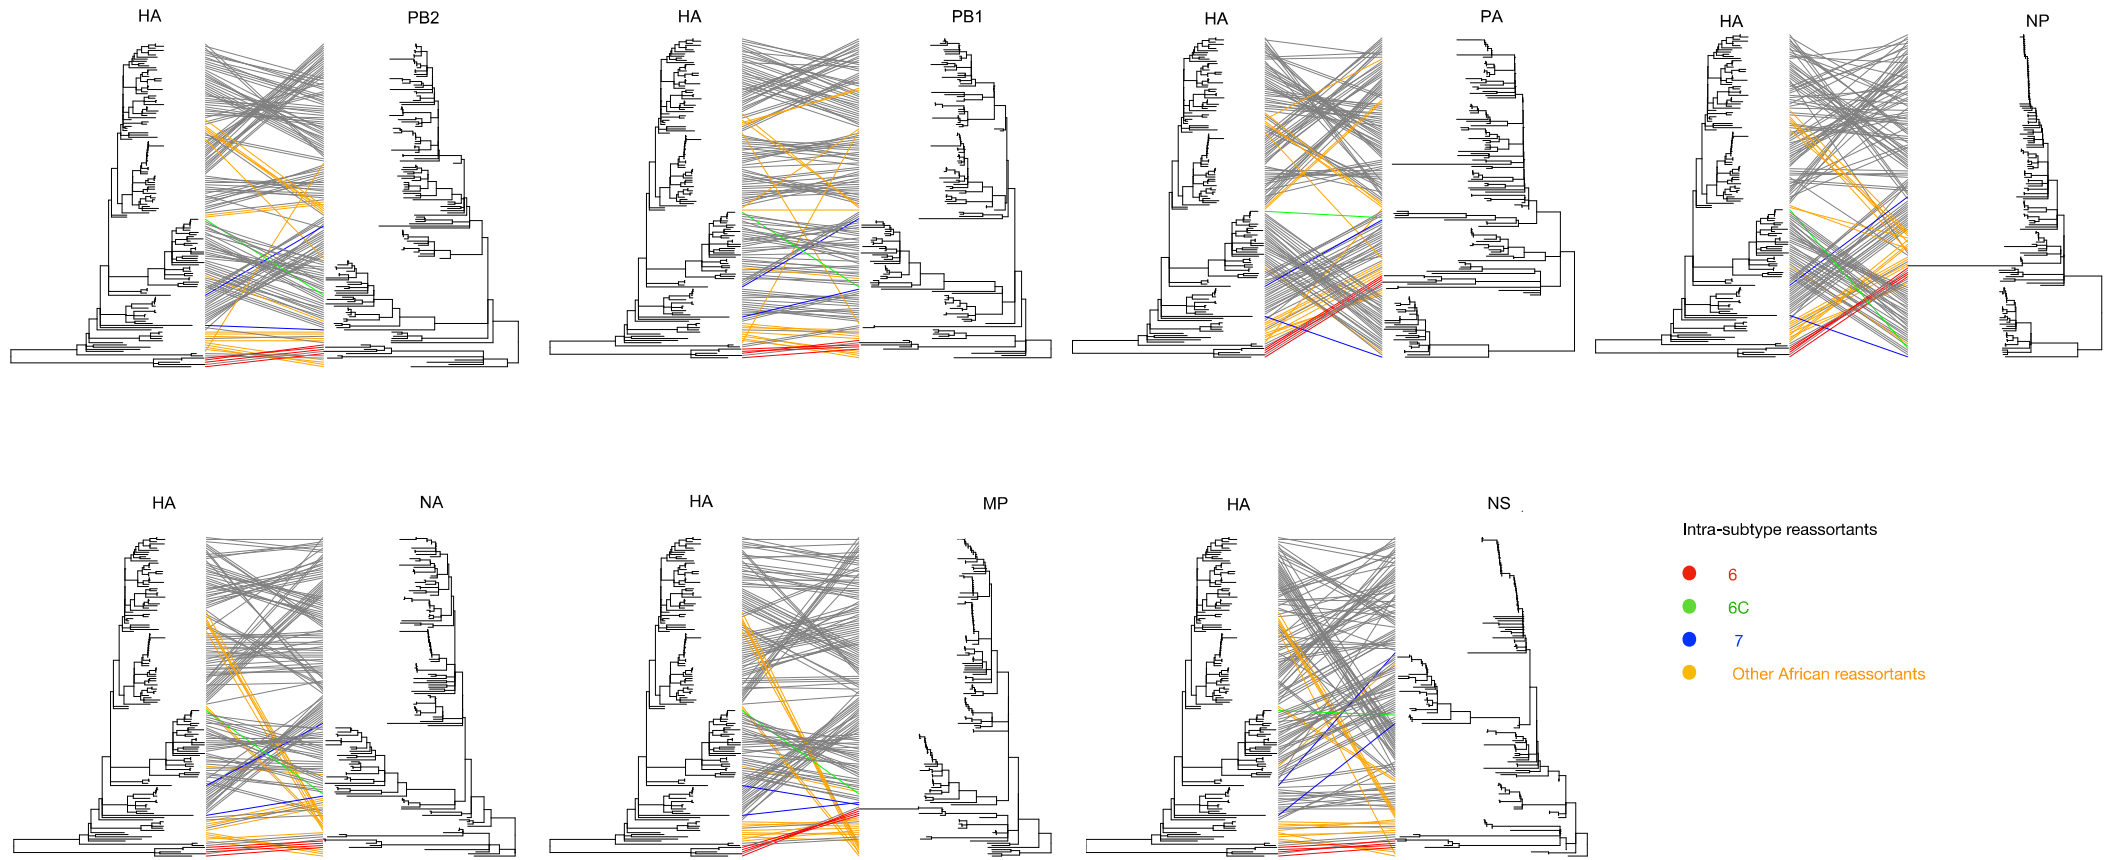 HA PB2
HA PB1
HA PA
HA NP
HA NA
HA MP
HA NS
Intra-subtype reassortants
6
6C
7
Other African reassortants